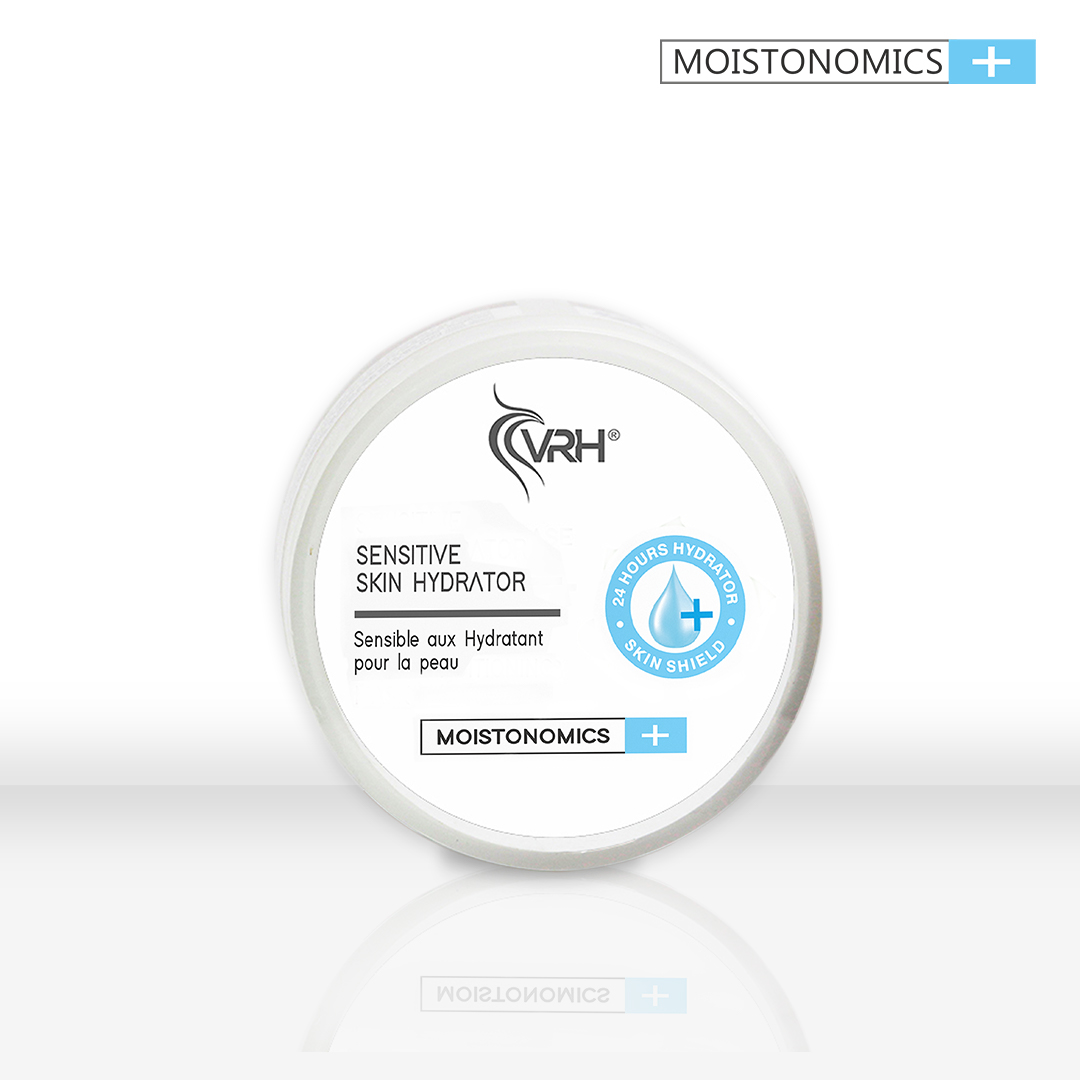 MOISTONOMICS +
VRH®
SENSITIVE
SKIN HYDRATOR
Sensible aux Hydratant
pour la peau
24 HOURS HYDRATOR
• SKIN SHIELD •
MOISTONOMICS +
MOISTONOMICS +